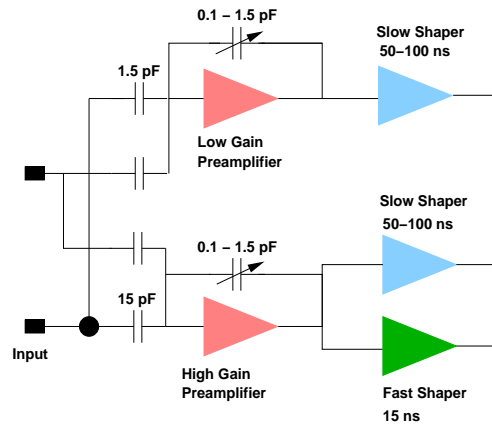 0.1 – 1.5 pF
Slow Shaper
50–100 ns
1.5 pF
Low Gain
Preamplifier
Slow Shaper
50–100 ns
0.1 – 1.5 pF
15 pF
Input
High Gain
Preamplifier
Fast Shaper
15 ns